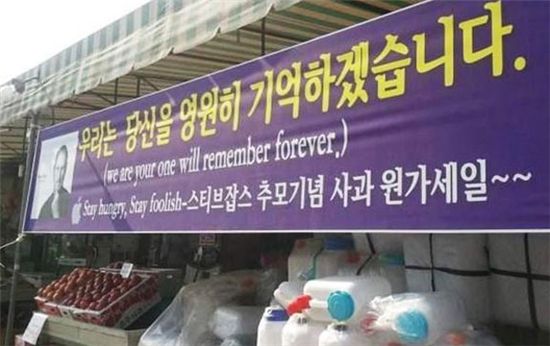 우리는 당신을 영원히 기억하겠습니다.
(we are your one will remember forever.)
Stay hungry, Stay foolish-스티브잡스 추모기념 사과 원가세일~~